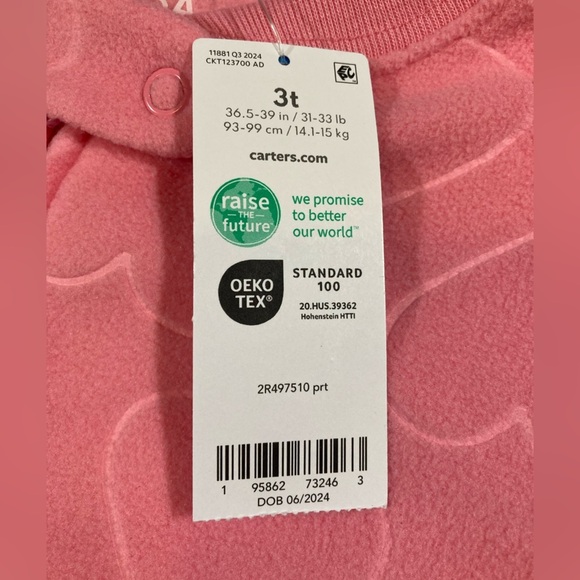 11881 Q3 2024
CKT123700 AD
3t
36.5-39 in / 31-33 lb
93-99 cm / 14.1-15 kg
carters.com
raise
THE
future
we promise
to better
our world™
OEKO
TEX®
STANDARD
100
20.HUS.39362
Hohenstein HTTI
2R497510 prt
1 95862 73246 3
DOB 06/2024